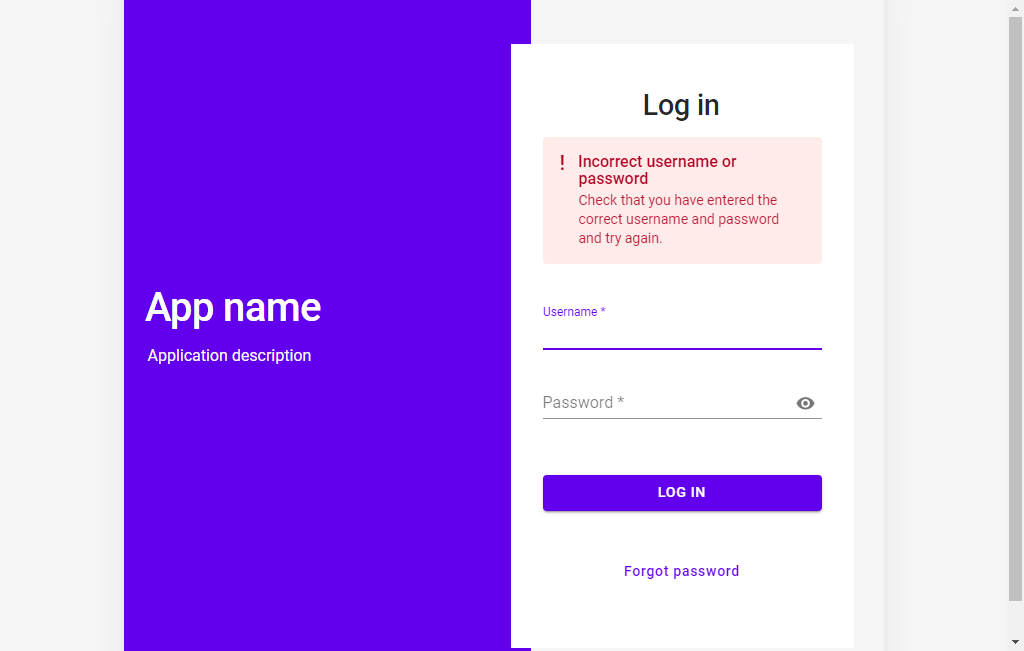 Log in
! Incorrect username or
password
Check that you have entered the
correct username and password
and try again.
App name
Application description
Username *
Password *
LOG IN
Forgot password